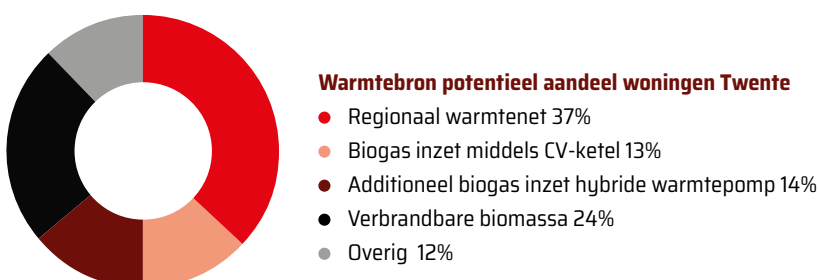 Warmtebron potentieel aandeel woningen Twente
Regionaal warmtenet 37%
Biogas inzet middels CV-ketel 13%
Additioneel biogas inzet hybride warmtepomp 14%
Verbrandbare biomassa 24%
Overig 12%